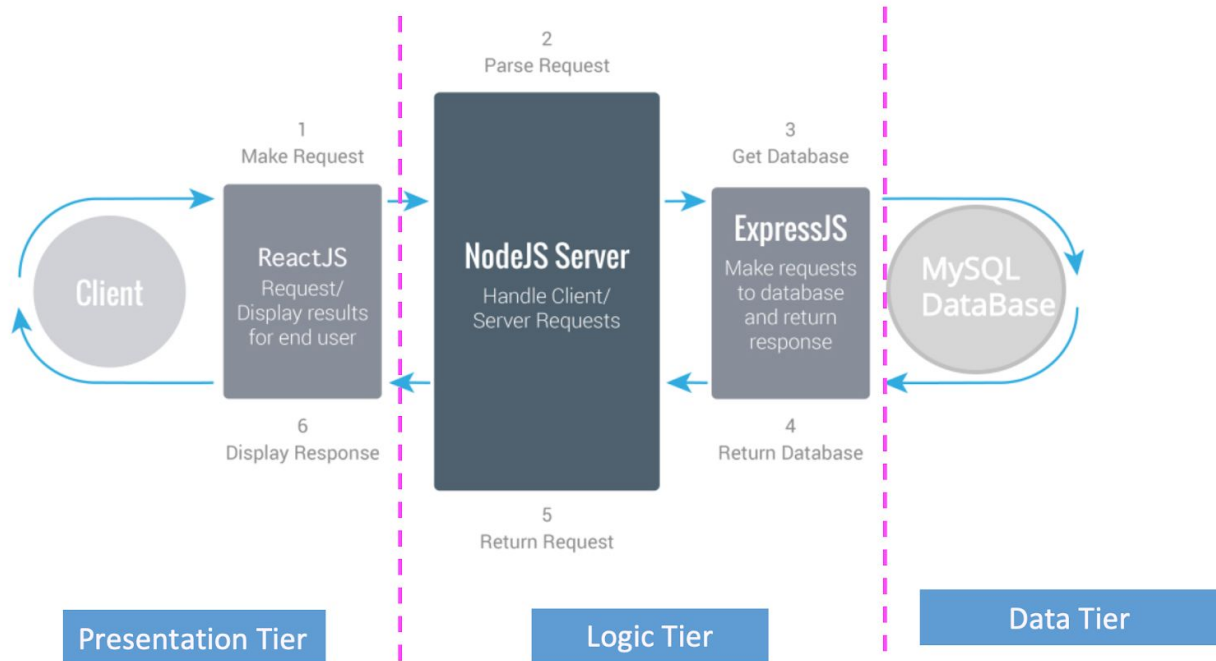 1
Make Request
2
Parse Request
3
Get Database
Client
ReactJS
Request/
Display results
for end user
NodeJS Server
Handle Client/
Server Requests
ExpressJS
Make requests
to database
and return
response
MySQL
DataBase
6
Display Response
5
Return Request
4
Return Database
Presentation Tier
Logic Tier
Data Tier